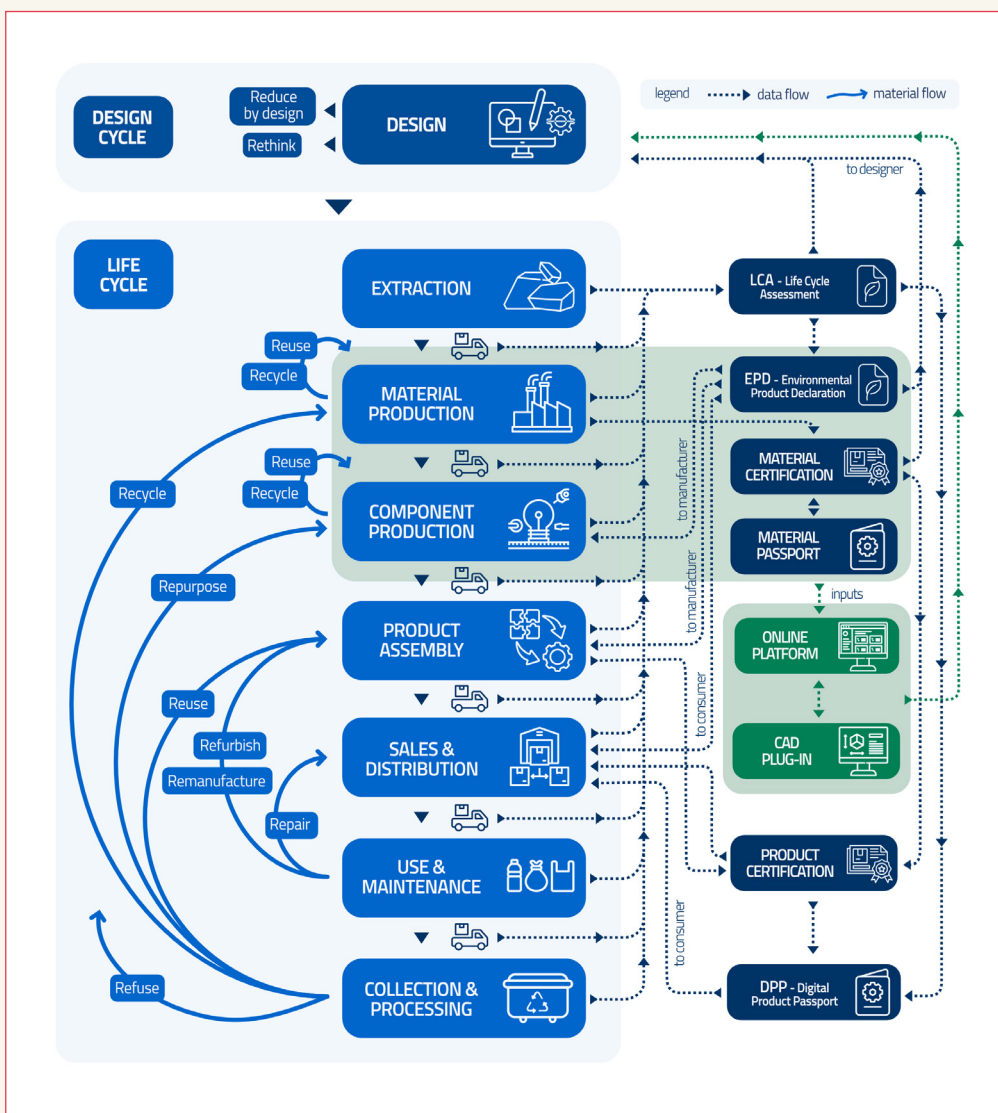 DESIGN
CYCLE
Reduce
by design
Rethink
DESIGN
legend
data flow
material flow
to designer
LIFE
CYCLE
EXTRACTION
LCA - Life Cycle
Assessment
Reuse
Recycle
MATERIAL
PRODUCTION
EPD - Environmental
Product Declaration
to manufacturer
MATERIAL
CERTIFICATION
Recycle
Reuse
Recycle
COMPONENT
PRODUCTION
MATERIAL
PASSPORT
Repurpose
inputs
to manufacturer
PRODUCT
ASSEMBLY
ONLINE
PLATFORM
Reuse
Refurbish
Remanufacture
SALES &
DISTRIBUTION
to consumer
CAD
PLUG-IN
Repair
USE &
MAINTENANCE
PRODUCT
CERTIFICATION
to consumer
Refuse
COLLECTION &
PROCESSING
DPP - Digital
Product Passport